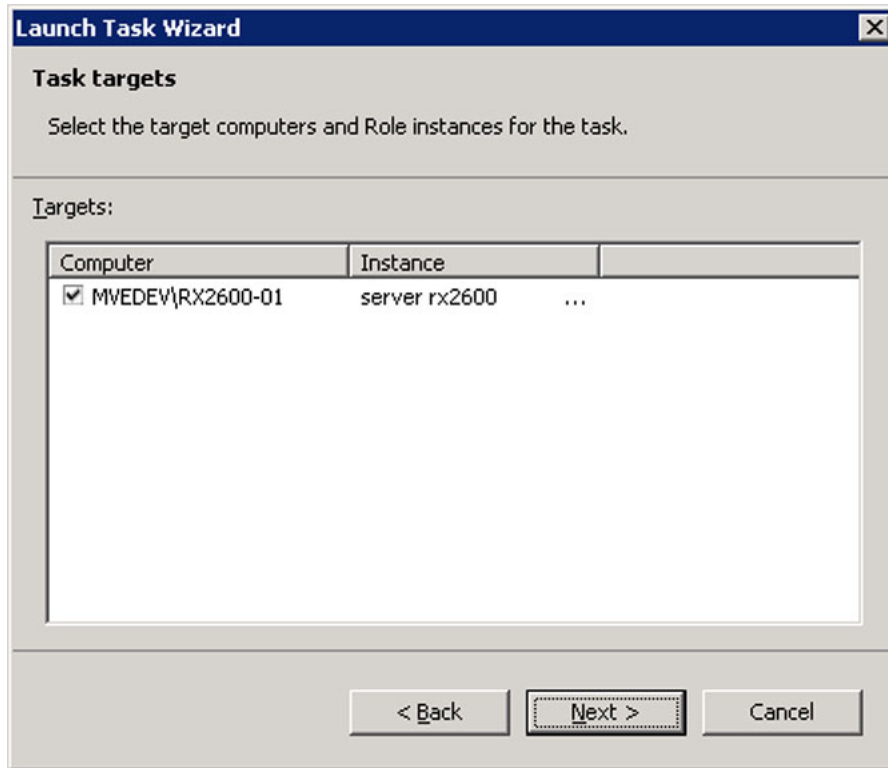 Launch Task Wizard
Task targets
Select the target computers and Role instances for the task.
Targets:
Computer Instance
MVEDEV\RX2600-01 server rx2600 ...
< Back Next > Cancel